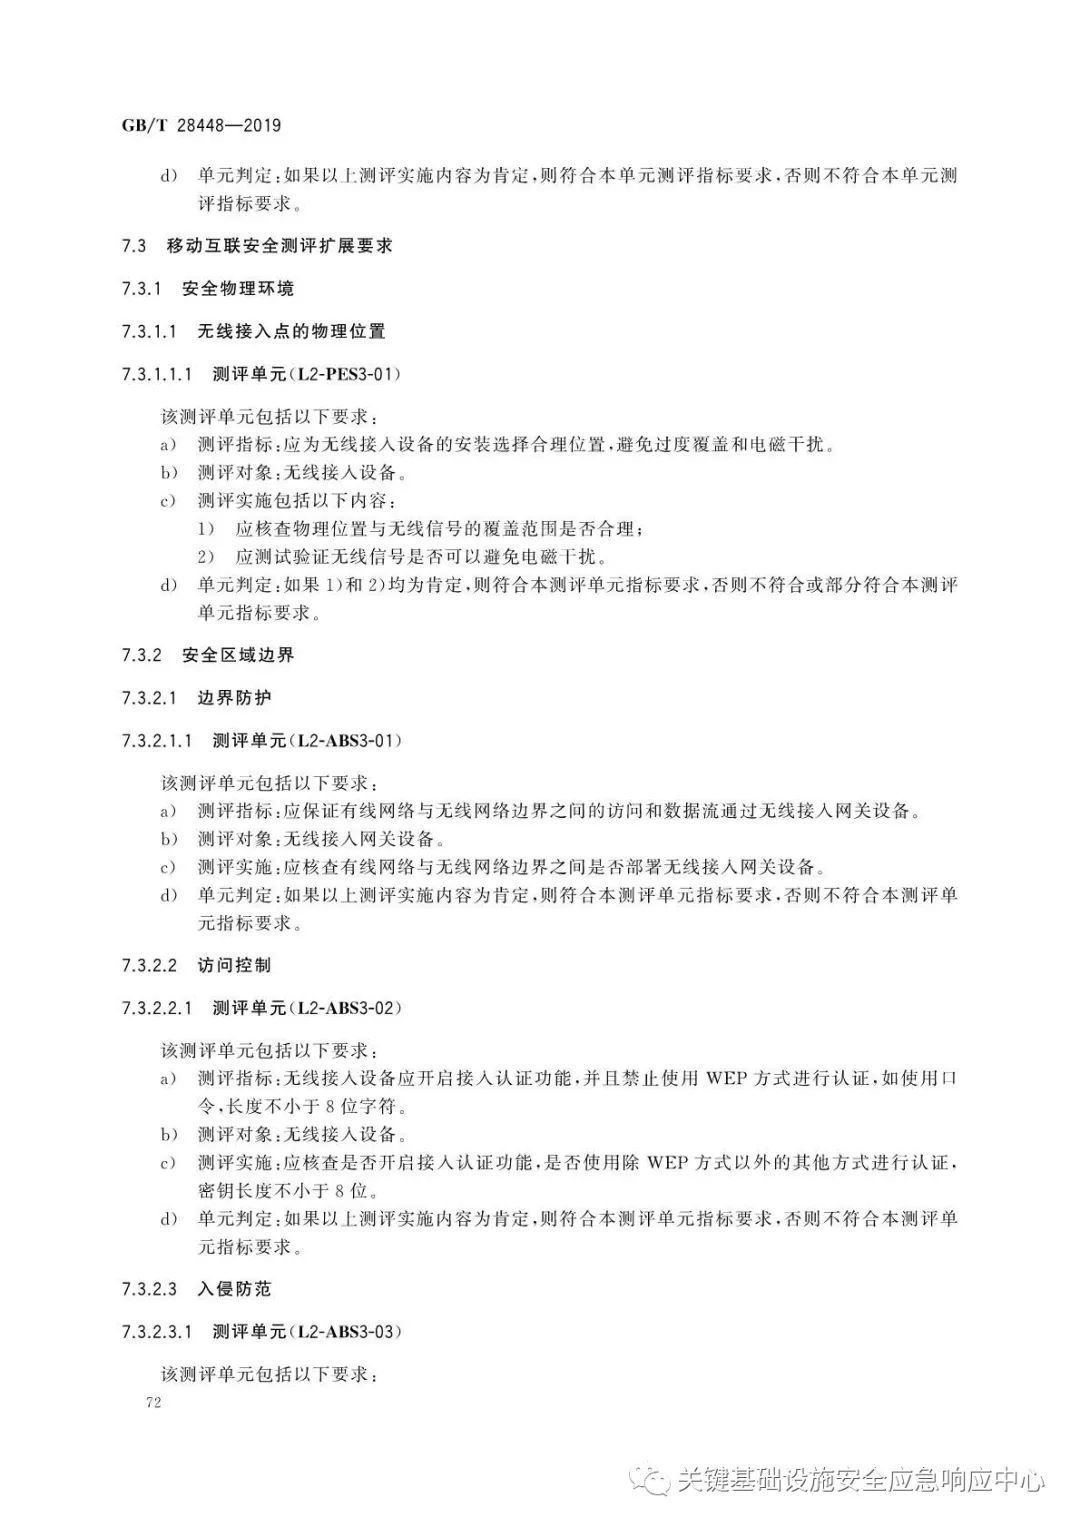 GB/T 28448—2019
d) 单元判定:如果以上测评实施内容为肯定,则符合本单元测评指标要求,否则不符合本单元测
评指标要求。
7.3 移动互联安全测评扩展要求
7.3.1 安全物理环境
7.3.1.1 无线接入点的物理位置
7.3.1.1.1 测评单元(L2-PES3-01)
该测评单元包括以下要求:
a) 测评指标:应为无线接入设备的安装选择合理位置,避免过度覆盖和电磁干扰。
b) 测评对象:无线接入设备。
c) 测评实施包括以下内容:
1) 应核查物理位置与无线信号的覆盖范围是否合理;
2) 应测试验证无线信号是否可以避免电磁干扰。
d) 单元判定:如果 1)和 2)均为肯定,则符合本测评单元指标要求,否则不符合或部分符合本测评
单元指标要求。
7.3.2 安全区域边界
7.3.2.1 边界防护
7.3.2.1.1 测评单元(L2-ABS3-01)
该测评单元包括以下要求:
a) 测评指标:应保证有线网络与无线网络边界之间的访问和数据流通过无线接入网关设备。
b) 测评对象:无线接入网关设备。
c) 测评实施:应核查有线网络与无线网络边界之间是否部署无线接入网关设备。
d) 单元判定:如果以上测评实施内容为肯定,则符合本测评单元指标要求,否则不符合本测评单
元指标要求。
7.3.2.2 访问控制
7.3.2.2.1 测评单元(L2-ABS3-02)
该测评单元包括以下要求:
a) 测评指标:无线接入设备应开启接入认证功能,并且禁止使用 WEP 方式进行认证,如使用口
令,长度不小于 8 位字符。
b) 测评对象:无线接入设备。
c) 测评实施:应核查是否开启接入认证功能,是否使用除 WEP 方式以外的其他方式进行认证,
密钥长度不小于 8 位。
d) 单元判定:如果以上测评实施内容为肯定,则符合本测评单元指标要求,否则不符合本测评单
元指标要求。
7.3.2.3 入侵防范
7.3.2.3.1 测评单元(L2-ABS3-03)
该测评单元包括以下要求:
72
关键基础设施安全应急响应中心